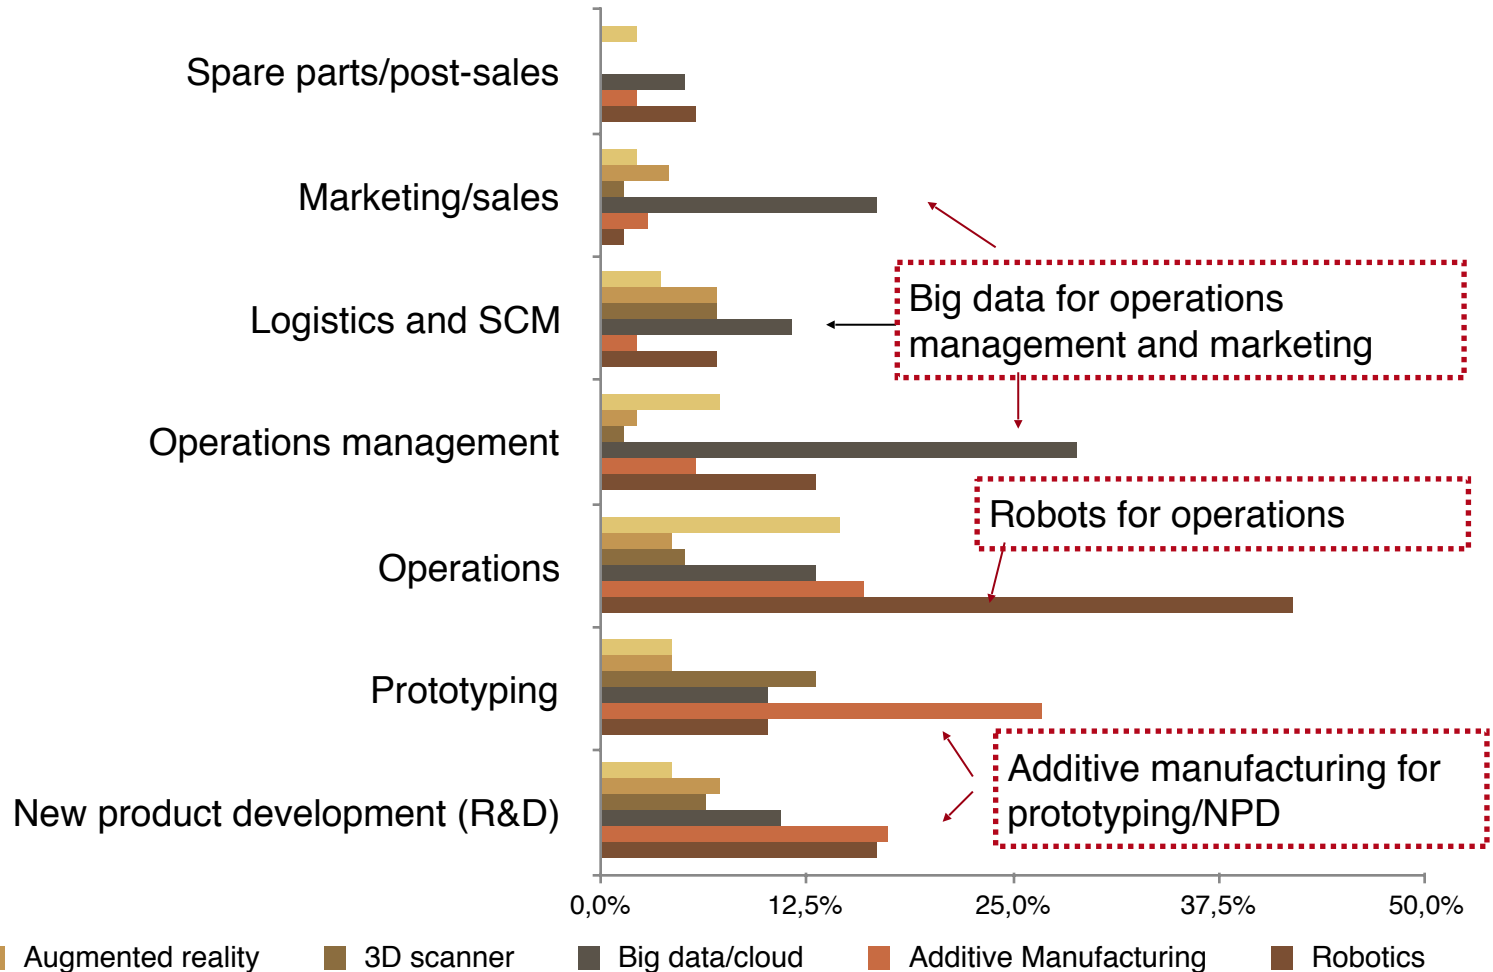 Spare parts/post-sales
Marketing/sales
Big data for operations
management and marketing
Logistics and SCM
Operations management
Robots for operations
Operations
Prototyping
Additive manufacturing for
prototyping/NPD
New product development (R&D)
0,0% 12,5% 25,0% 37,5% 50,0%
Augmented reality 3D scanner Big data/cloud Additive Manufacturing Robotics